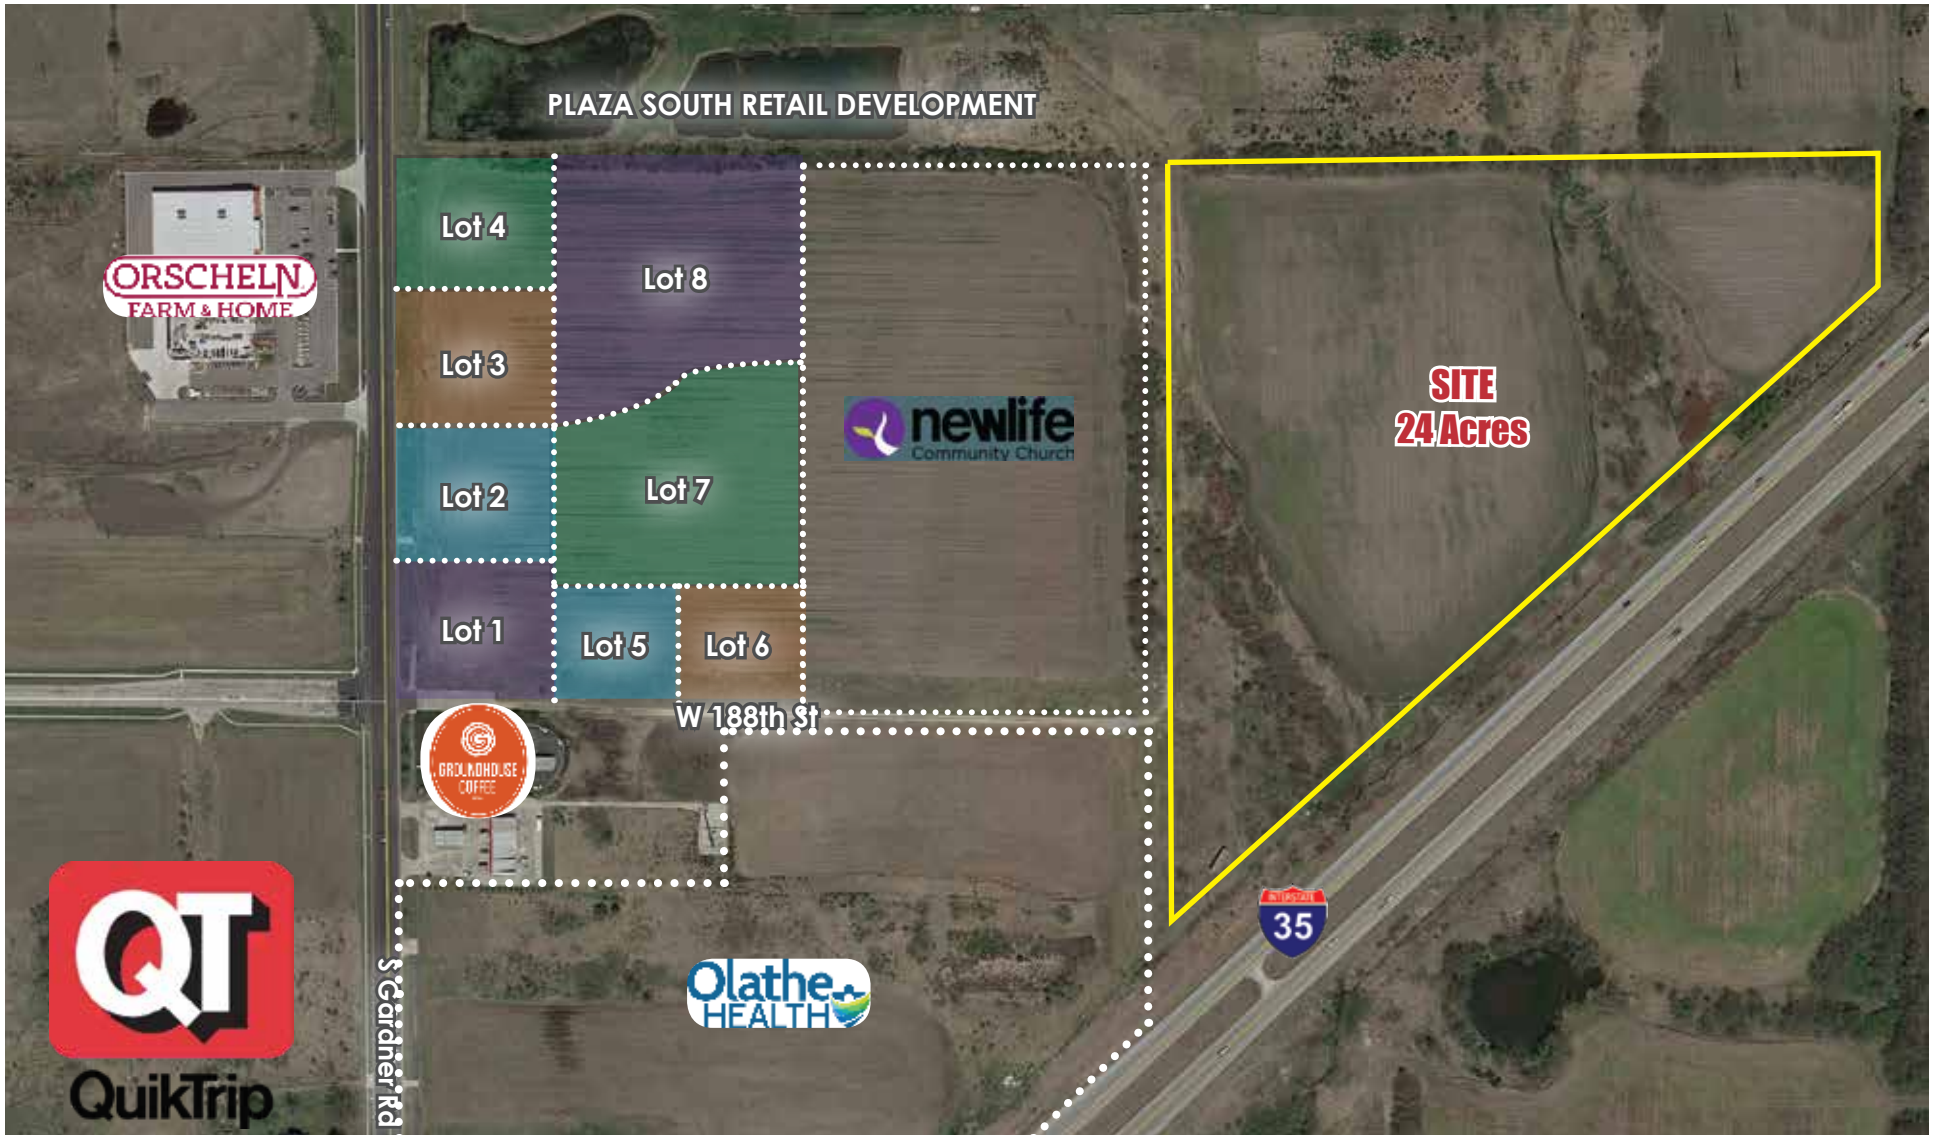 PLAZA SOUTH RETAIL DEVELOPMENT
Lot 4
Lot 8
ORSCHELN
FARM & HOME
Lot 3
SITE
24 Acres
newlife
Community Church
Lot 2
Lot 7
Lot 1
Lot 5
Lot 6
W 188th St
G
GROUNDHOUSE
COFFEE
QT
QuikTrip
S Gardner Rd
Olathe
HEALTH
INTERSTATE
35